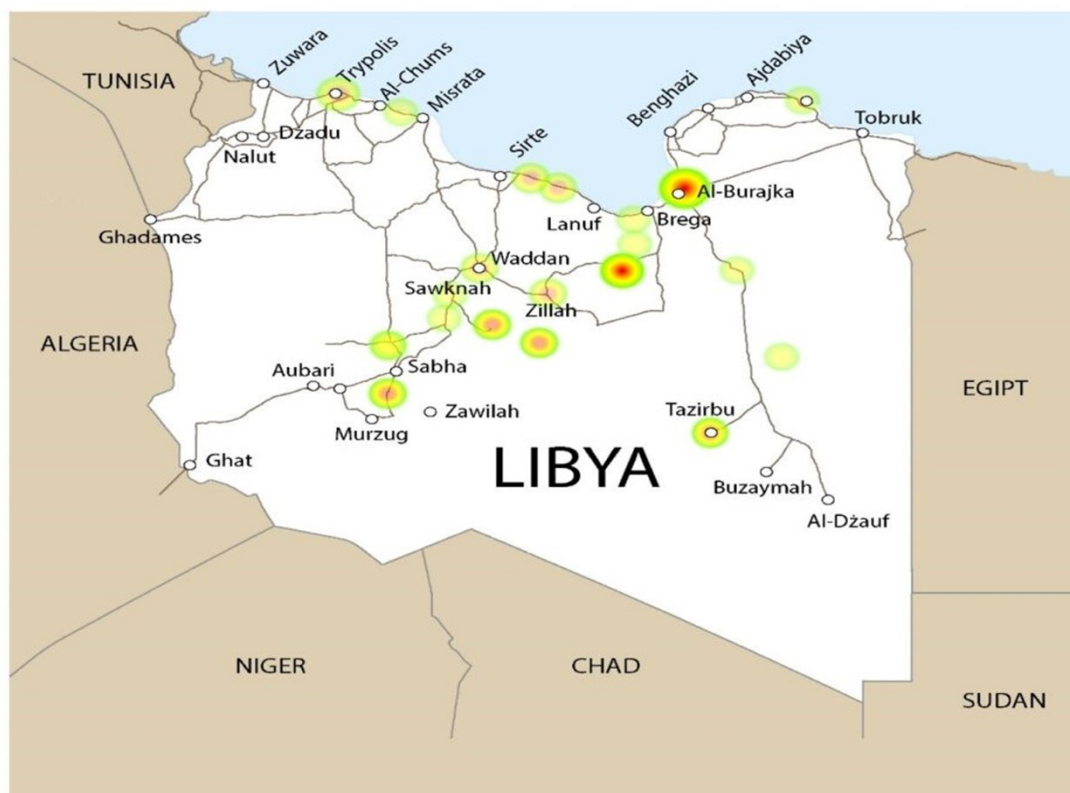 TUNISIA
Zuwara
Trypolis
Al-Chums
Misrata
Benghazi
Ajdabiya
Tobruk
Dżadu
Nalut
Sirte
Al-Burajka
Lanuf
Brega
Ghadames
Waddan
Sawknah
Zillah
ALGERIA
Aubari
Sabha
EGIPT
Zawilah
Tazirbu
Murzug
Ghat
LIBYA
Buzaymah
Al-Dżauf
NIGER
CHAD
SUDAN